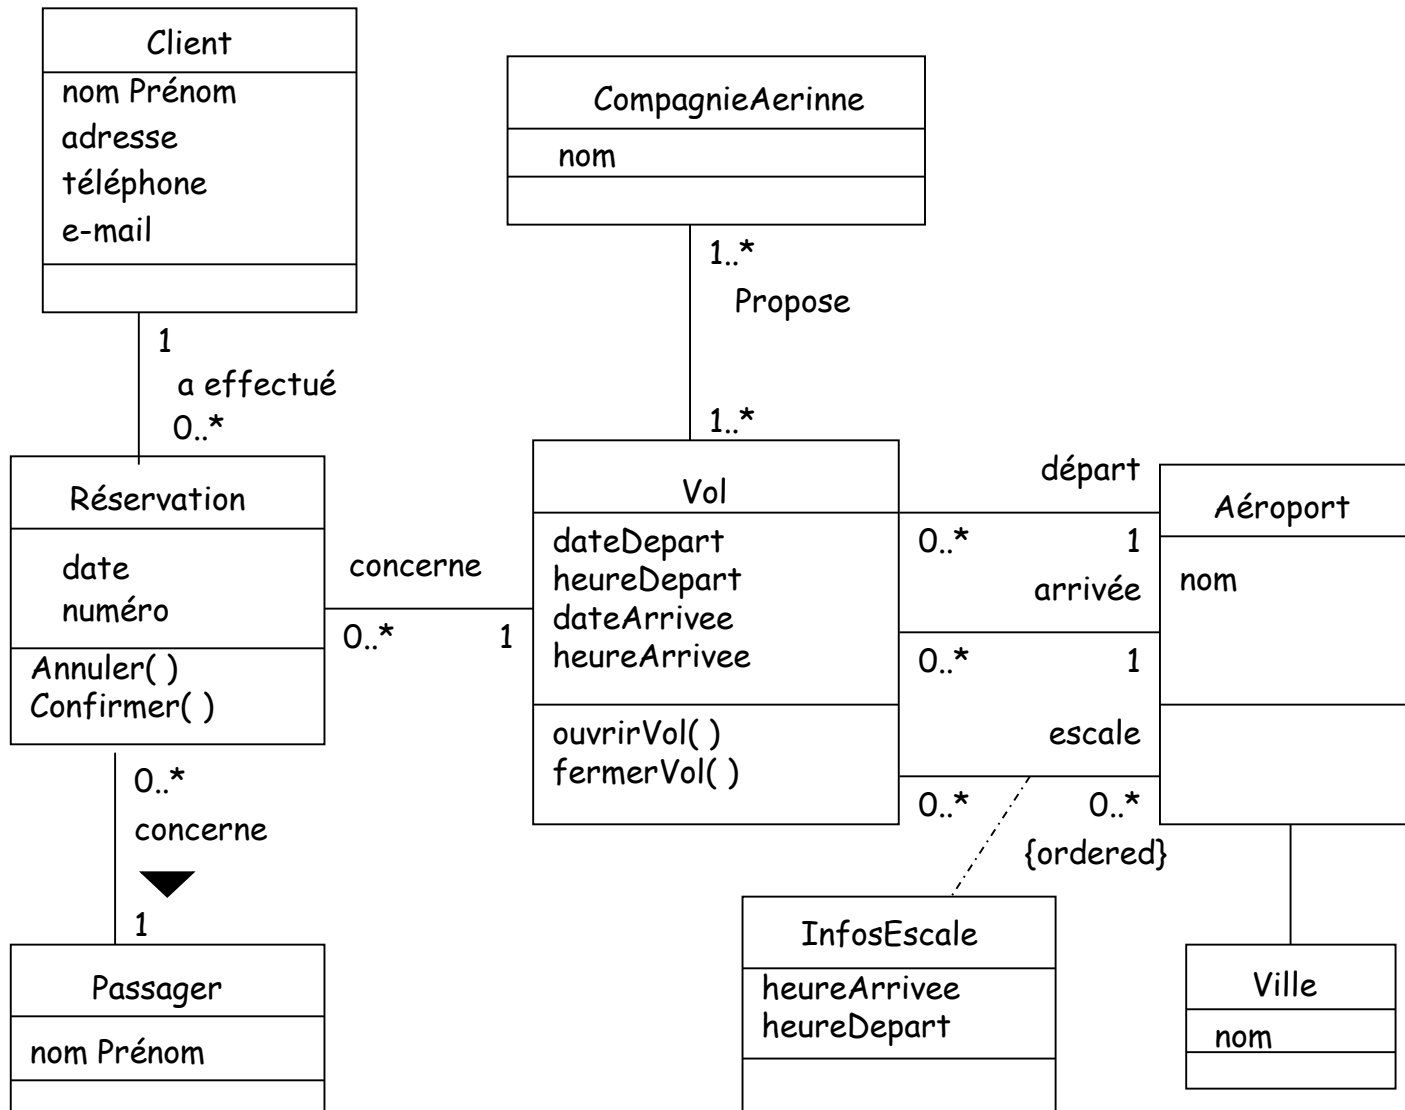 Client
nom Prénom
adresse
téléphone
e-mail
CompagnieAerinne
nom
1..*
Propose
1..*
1
a effectué
0..*
Réservation
date
numéro
Annuler( )
Confirmer( )
concerne
0..* 1
Vol
dateDepart
heureDepart
dateArrivee
heureArrivee
ouvrirVol( )
fermerVol( )
départ
0..* 1
arrivée
0..* 1
escale
0..* 0..*
{ordered}
Aéroport
nom
0..*
concerne
1
Passager
nom Prénom
InfosEscale
heureArrivee
heureDepart
Ville
nom